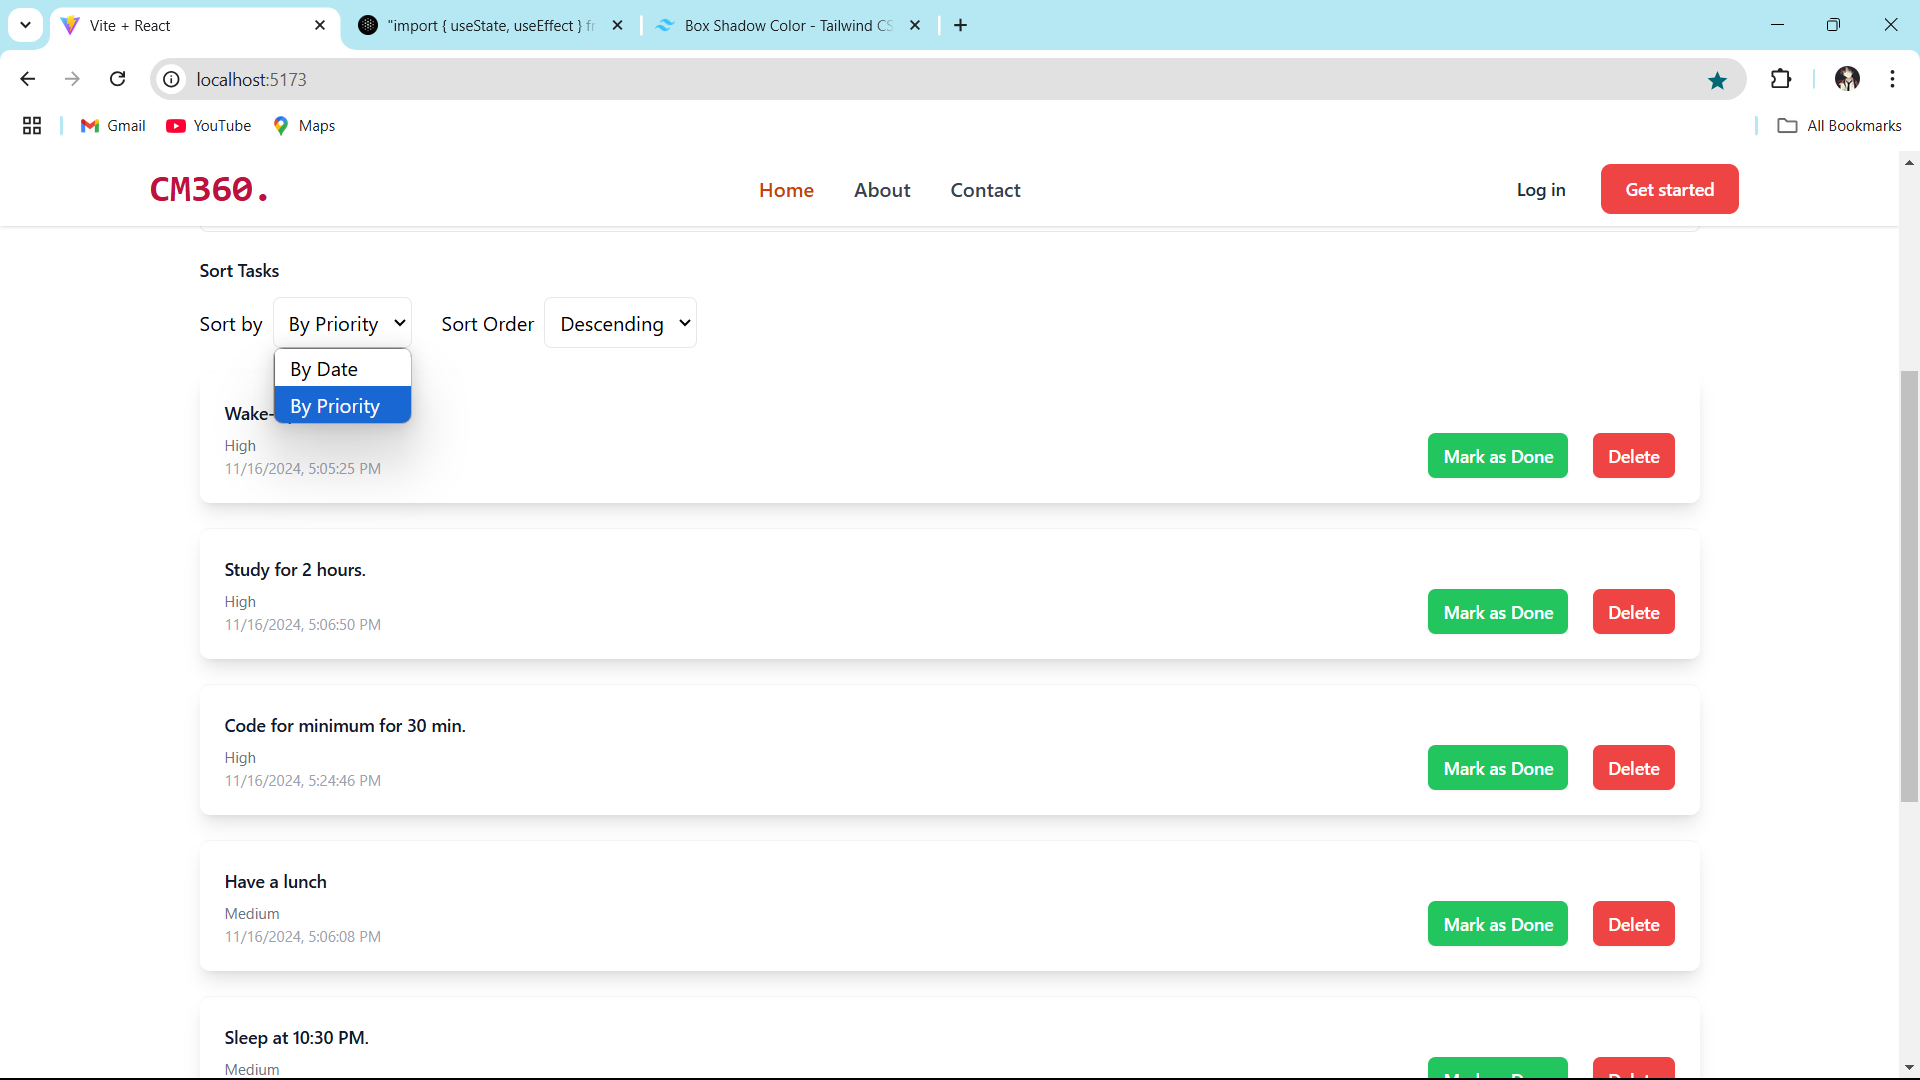 Vite + React
"import { useState, useEffect } fr
Box Shadow Color - Tailwind CS
localhost:5173
Gmail
YouTube
Maps
All Bookmarks
CM360.
Home
About
Contact
Log in
Get started
Sort Tasks
Sort by
By Priority
Sort Order
Descending
By Date
By Priority
Wake-
High
11/16/2024, 5:05:25 PM
Mark as Done
Delete
Study for 2 hours.
High
11/16/2024, 5:06:50 PM
Mark as Done
Delete
Code for minimum for 30 min.
High
11/16/2024, 5:24:46 PM
Mark as Done
Delete
Have a lunch
Medium
11/16/2024, 5:06:08 PM
Mark as Done
Delete
Sleep at 10:30 PM.
Medium